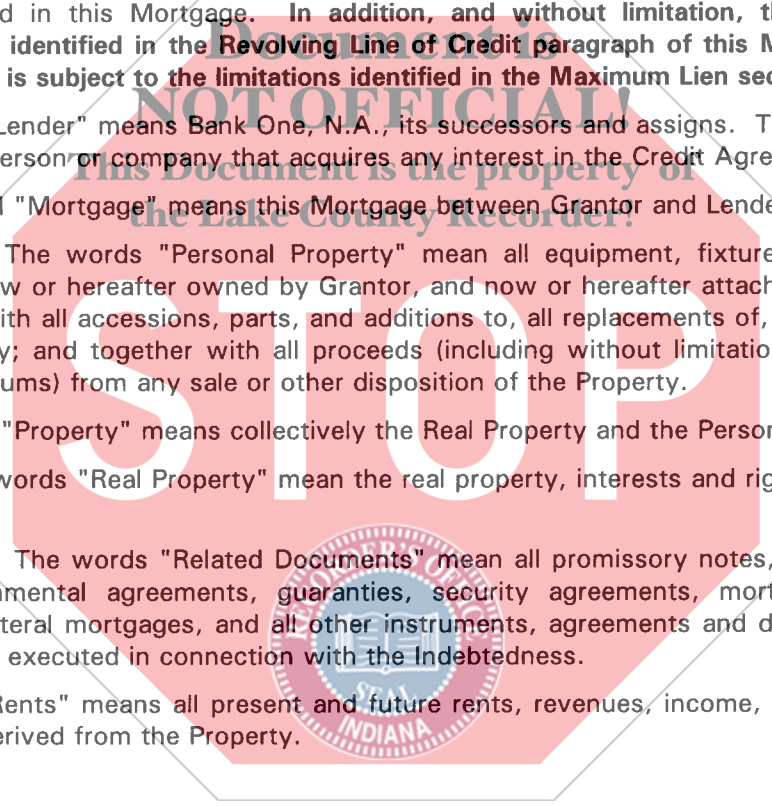 d in this Mortgage. In addition, and without limitation, th
identified in the Revolving Line of Credit paragraph of this M
is subject to the limitations identified in the Maximum Lien sec
Document is
NOT OFFICIAL!
This Document is the property of
the Lake County Recorder!
Lender" means Bank One, N.A., its successors and assigns. T
erson or company that acquires any interest in the Credit Agre
"Mortgage" means this Mortgage between Grantor and Lende
The words "Personal Property" mean all equipment, fixture
w or hereafter owned by Grantor, and now or hereafter attach
ith all accessions, parts, and additions to, all replacements of,
y; and together with all proceeds (including without limitatio
ums) from any sale or other disposition of the Property.
STOP
"Property" means collectively the Real Property and the Person
words "Real Property" mean the real property, interests and rig
The words "Related Documents" mean all promissory notes,
nmental agreements, guaranties, security agreements, mort
teral mortgages, and all other instruments, agreements and d
executed in connection with the Indebtedness.
Rents" means all present and future rents, revenues, income,
erived from the Property.
RECORDER'S OFFICE
SEAL
INDIANA